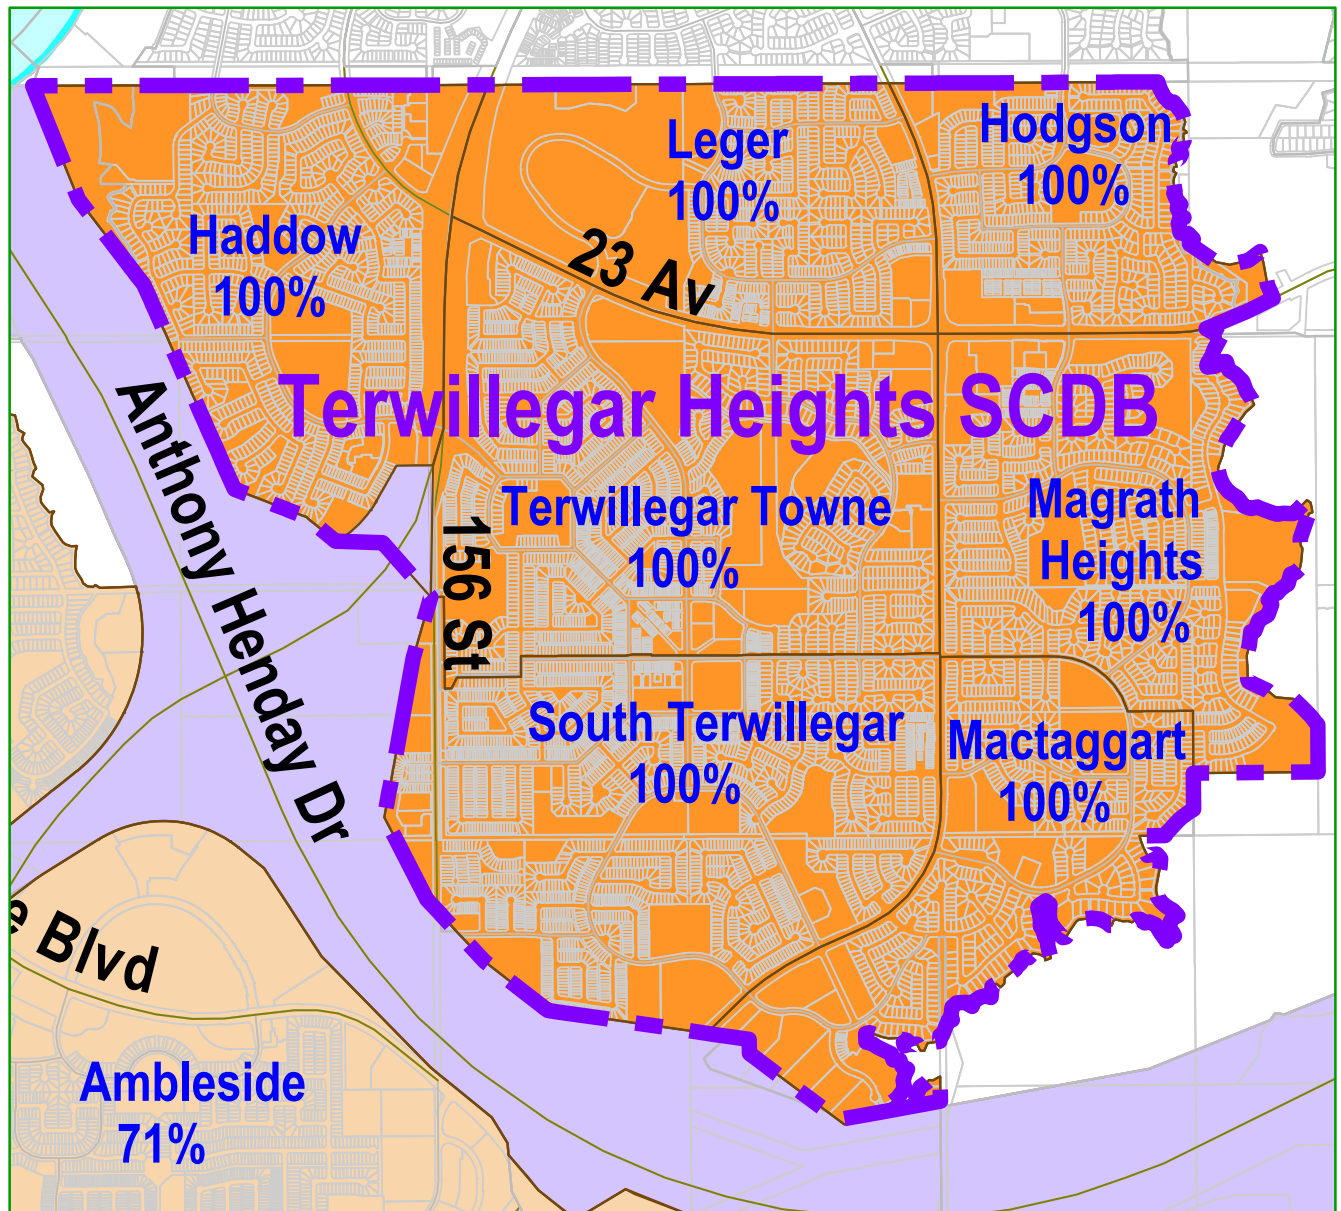 Leger
100%
Hodgson
100%
Haddow
100%
23 Av
Terwillegar Heights SCDB
Anthony Henday Dr
156 St
Terwillegar Towne
100%
Magrath
Heights
100%
South Terwillegar
100%
Mactaggart
100%
e Blvd
Ambleside
71%